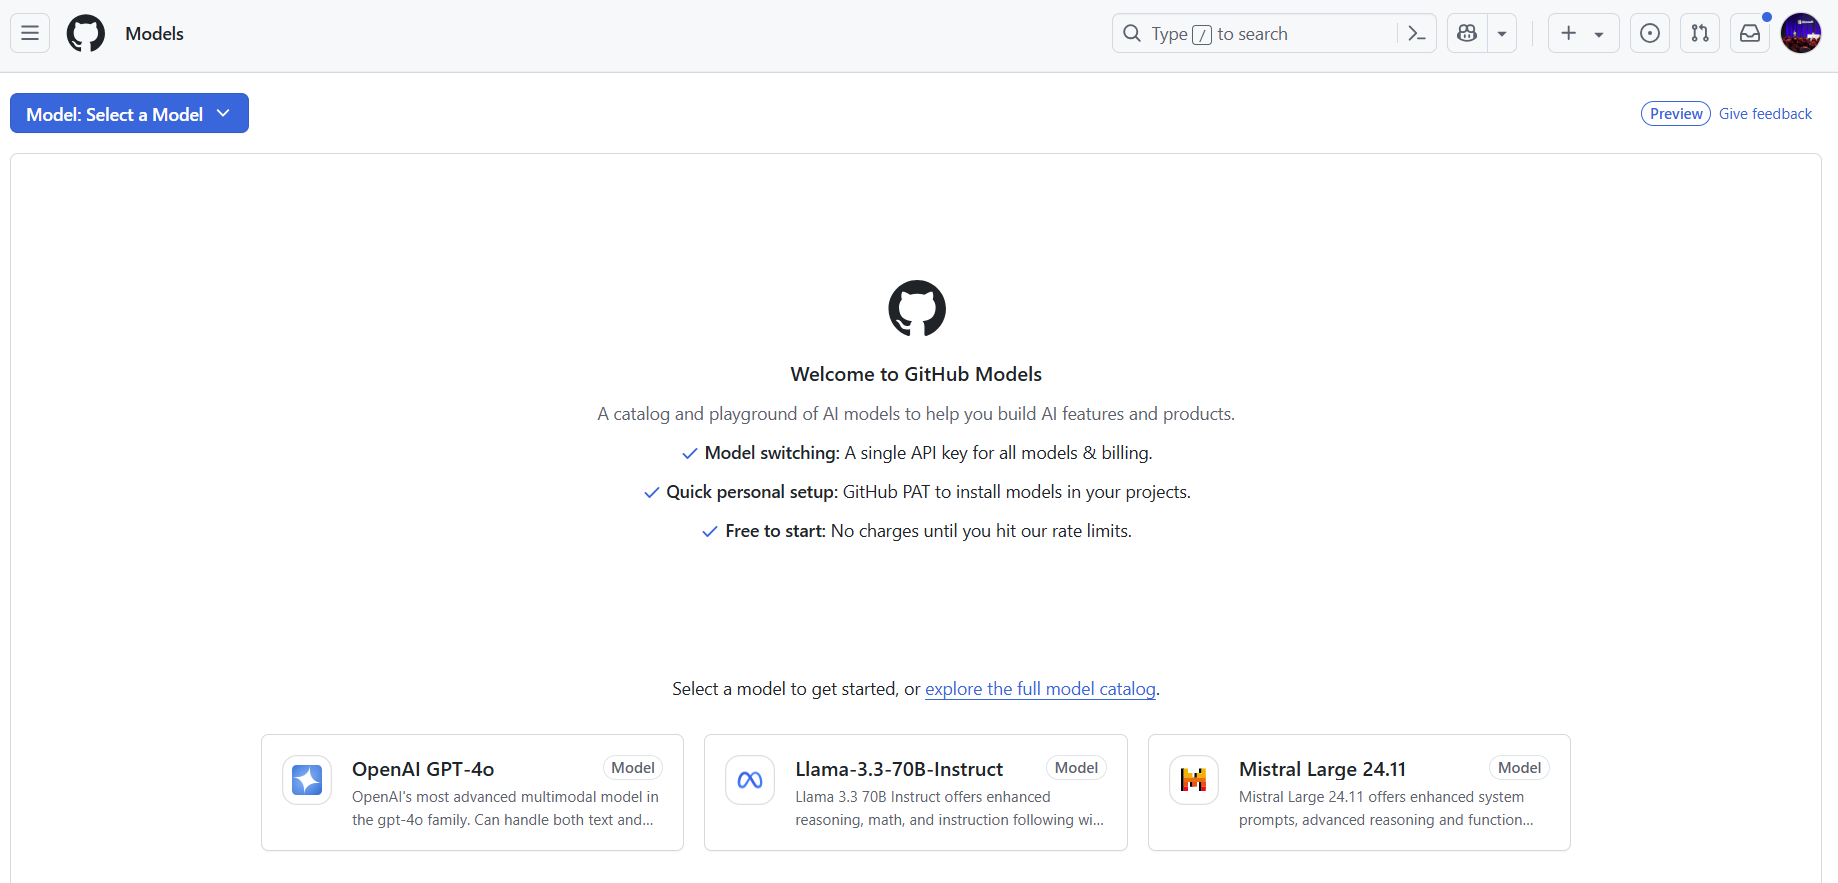 Models
Type / to search
Model: Select a Model
Preview Give feedback
Welcome to GitHub Models
A catalog and playground of AI models to help you build AI features and products.
Model switching: A single API key for all models & billing.
Quick personal setup: GitHub PAT to install models in your projects.
Free to start: No charges until you hit our rate limits.
Select a model to get started, or explore the full model catalog.
OpenAI GPT-4o Model
OpenAI's most advanced multimodal model in
the gpt-4o family. Can handle both text and...
Llama-3.3-70B-Instruct Model
Llama 3.3 70B Instruct offers enhanced
reasoning, math, and instruction following wi...
Mistral Large 24.11 Model
Mistral Large 24.11 offers enhanced system
prompts, advanced reasoning and function...